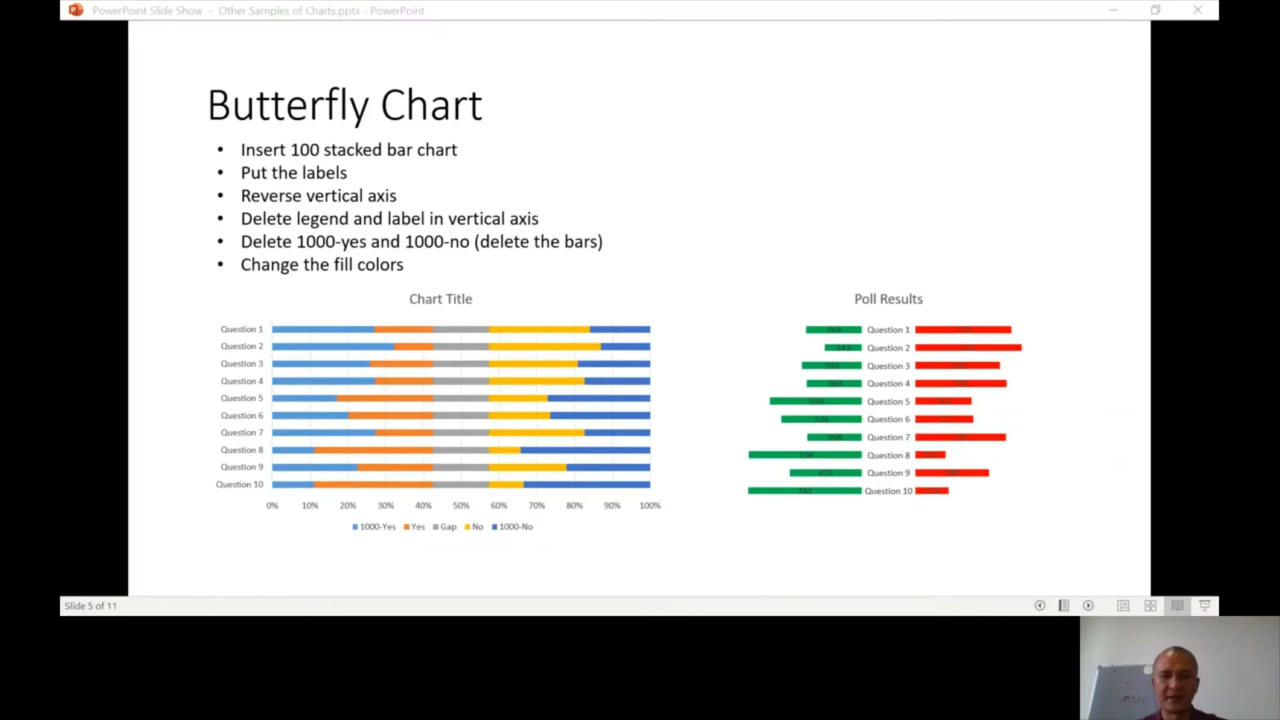 PowerPoint Slide Show - Other Samples of Charts.pptx - PowerPoint
Butterfly Chart
• Insert 100 stacked bar chart
• Put the labels
• Reverse vertical axis
• Delete legend and label in vertical axis
• Delete 1000-yes and 1000-no (delete the bars)
• Change the fill colors
Chart Title
Question 1
Question 2
Question 3
Question 4
Question 5
Question 6
Question 7
Question 8
Question 9
Question 10
0% 10% 20% 30% 40% 50% 60% 70% 80% 90% 100%
1000-Yes Yes Gap No 1000-No
Poll Results
Question 1
Question 2
Question 3
Question 4
Question 5
Question 6
Question 7
Question 8
Question 9
Question 10
Slide 5 of 11